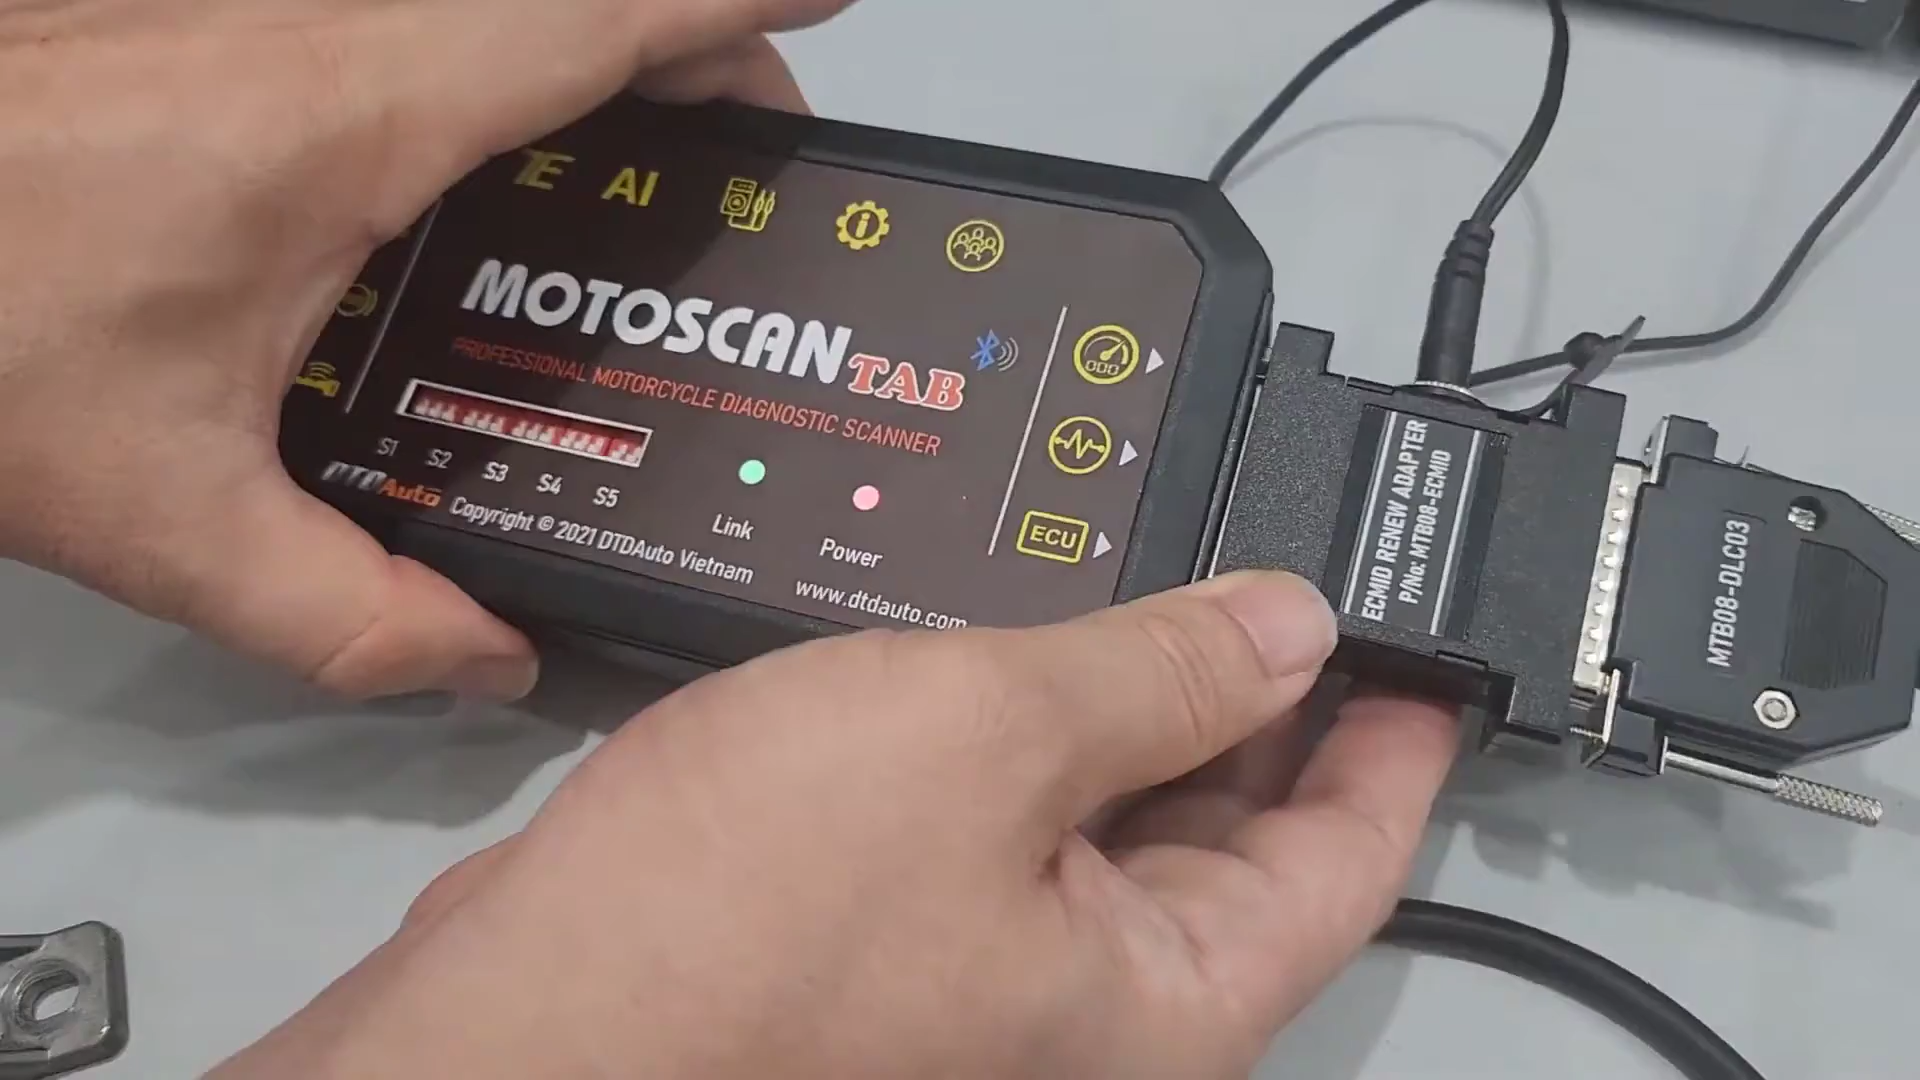 AI
MOTOSCAN TAB
PROFESSIONAL MOTORCYCLE DIAGNOSTIC SCANNER
S1 S2 S3 S4 S5
Link
Power
DTDAuto
Copyright © 2021 DTDAuto Vietnam
www.dtdauto.com
ECU
ECMID RENEW ADAPTER
P/No: MTB08-ECMID
MTB08-DLC03